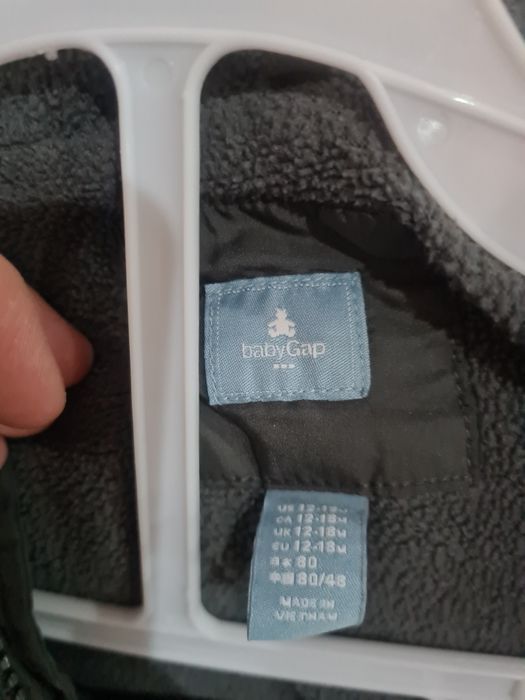 babyGap
US 12-18M
CA 12-18M
UK 12-18M
EU 12-18M
日本 80
中国 80/48
MADE IN
VIETNAM